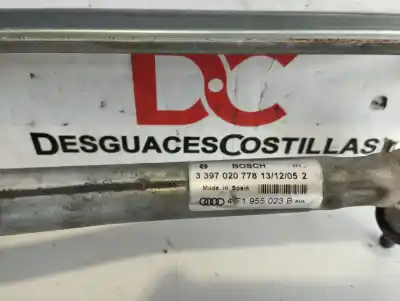 DC
DESGUACESCOSTILLAS
BOSCH
3 397 020 778 13/12/05 2
Made in Spain
4F1 955 023 B